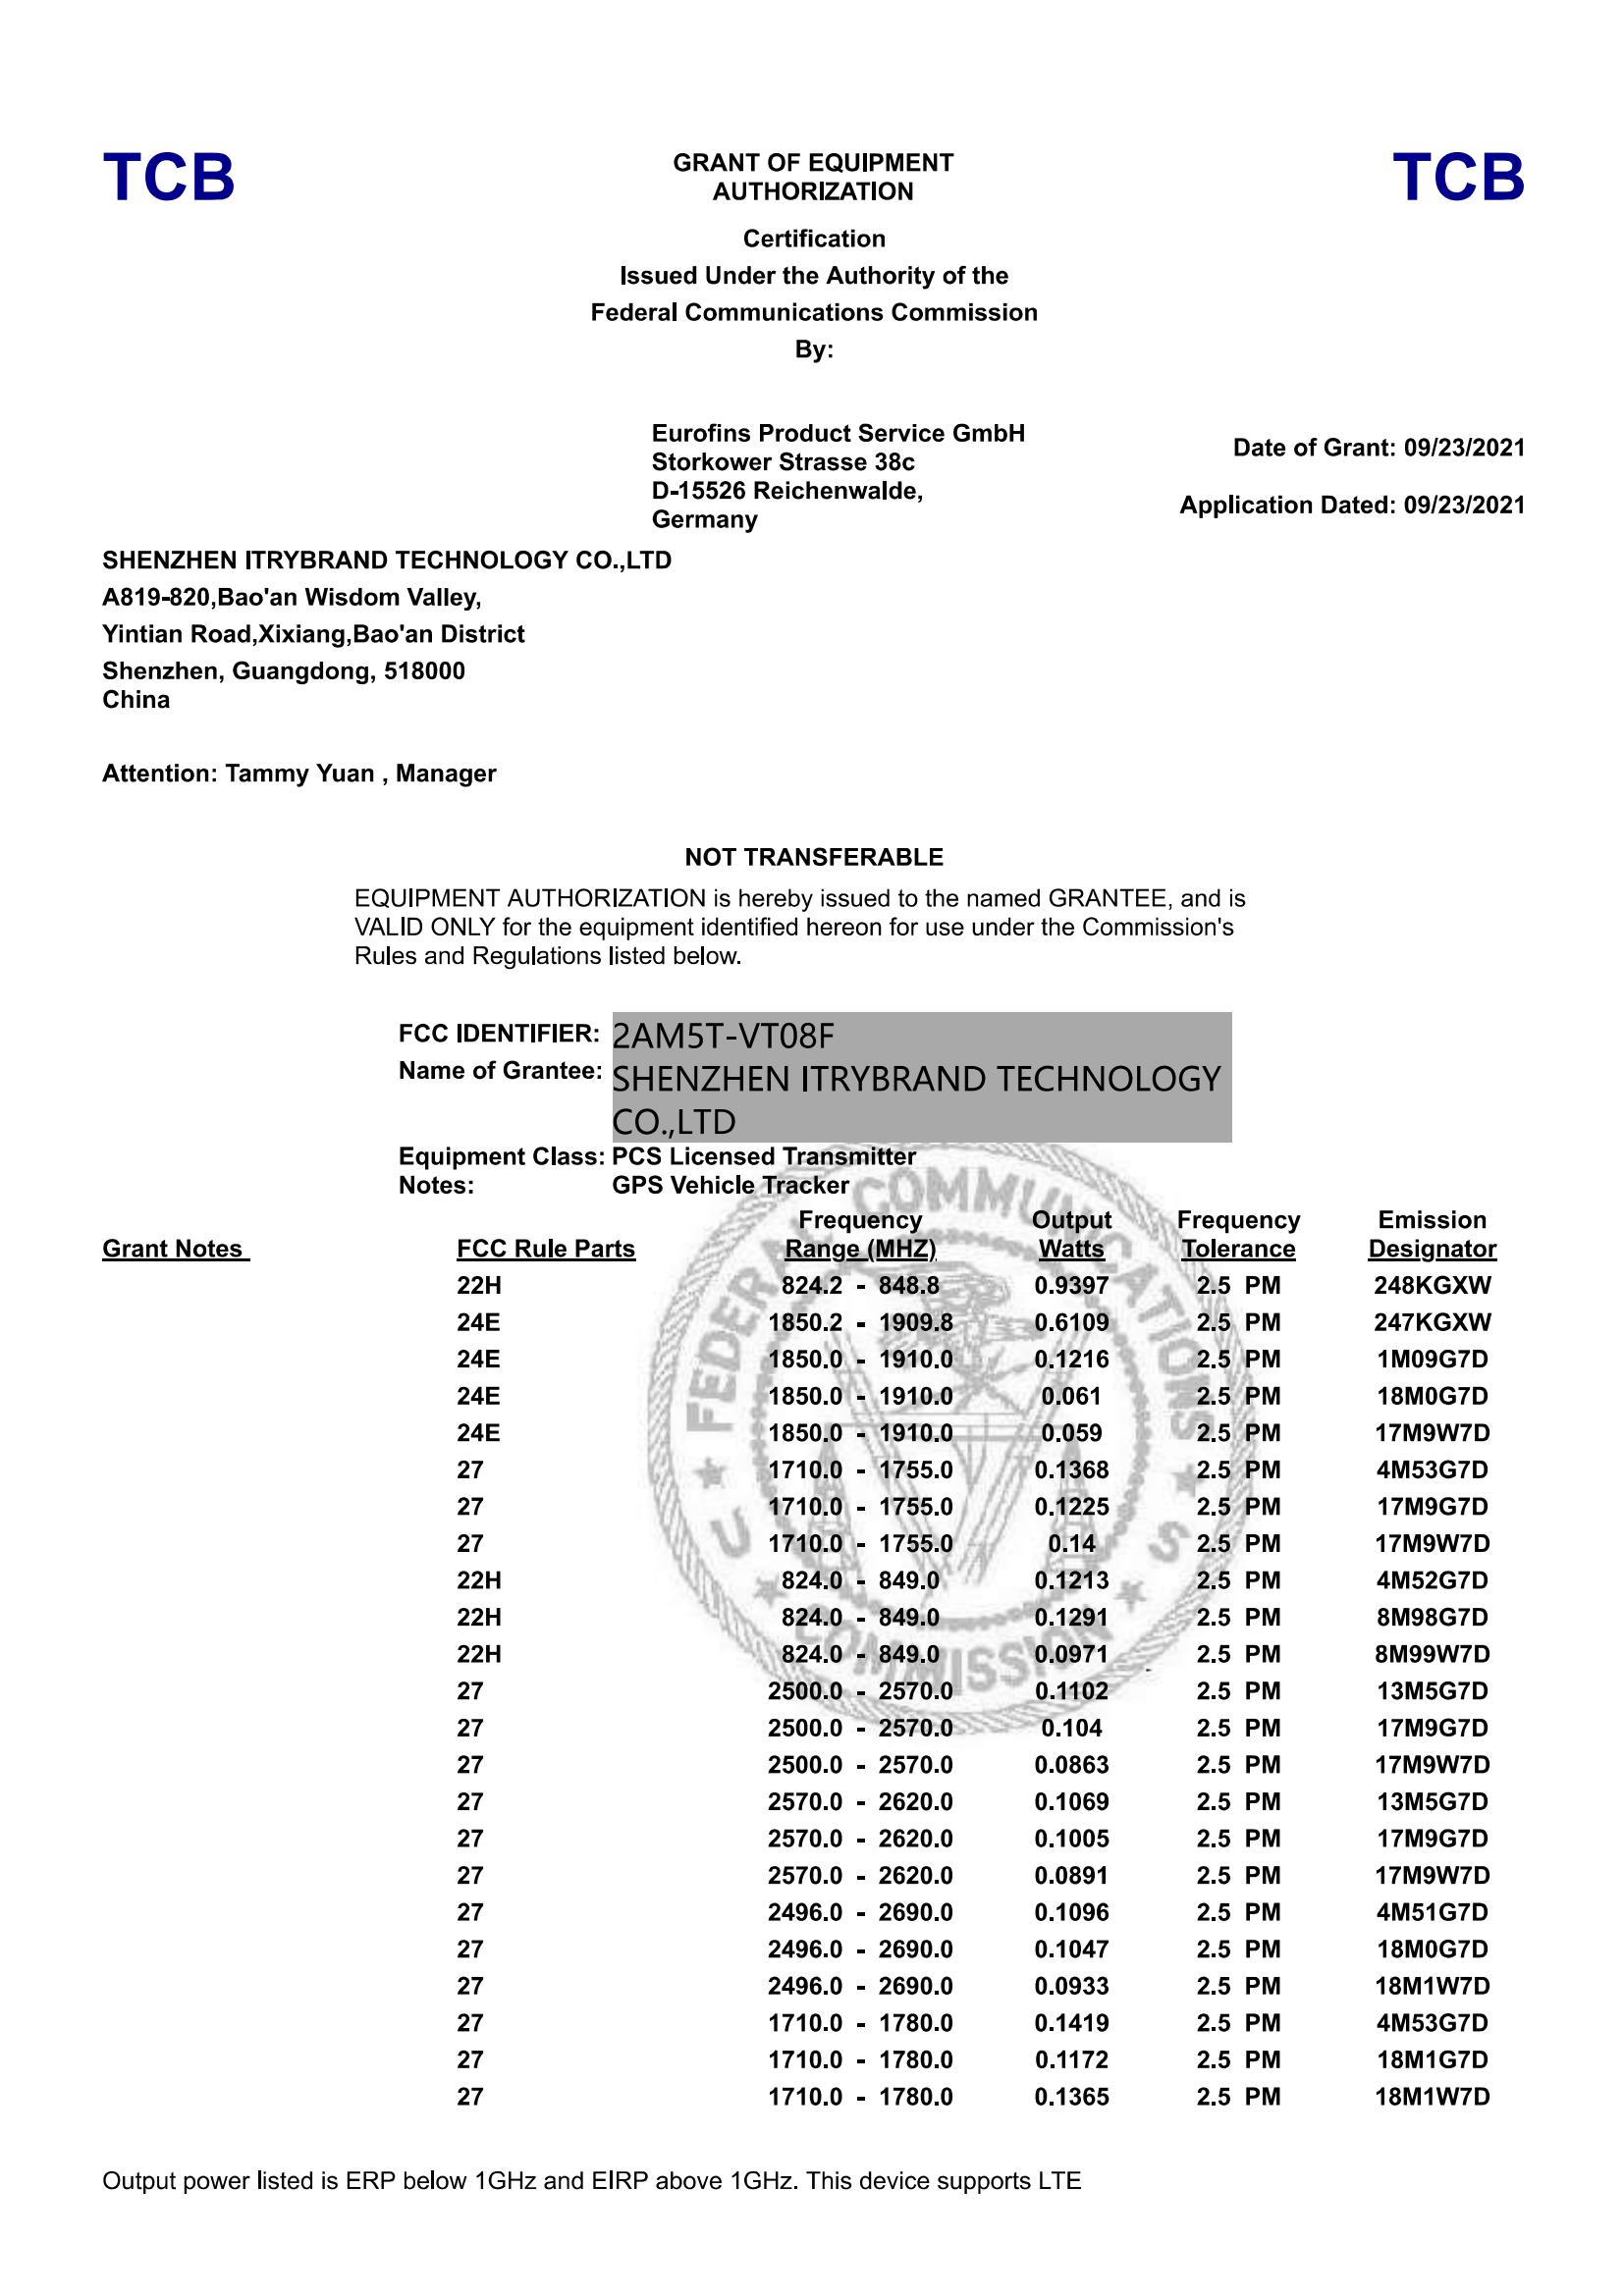 TCB
GRANT OF EQUIPMENT
AUTHORIZATION
TCB
Certification
Issued Under the Authority of the
Federal Communications Commission
By:
Eurofins Product Service GmbH
Storkower Strasse 38c
D-15526 Reichenwalde,
Germany
Date of Grant: 09/23/2021
Application Dated: 09/23/2021
SHENZHEN ITRYBRAND TECHNOLOGY CO.,LTD
A819-820,Bao'an Wisdom Valley,
Yintian Road,Xixiang,Bao'an District
Shenzhen, Guangdong, 518000
China
Attention: Tammy Yuan , Manager
NOT TRANSFERABLE
EQUIPMENT AUTHORIZATION is hereby issued to the named GRANTEE, and is
VALID ONLY for the equipment identified hereon for use under the Commission's
Rules and Regulations listed below.
FCC IDENTIFIER: 2AM5T-VT08F
Name of Grantee: SHENZHEN ITRYBRAND TECHNOLOGY
CO.,LTD
Equipment Class: PCS Licensed Transmitter
Notes: GPS Vehicle Tracker
FEDERAL COMMUNICATIONS COMMISSION
U S
Grant Notes FCC Rule Parts Frequency Range (MHZ) Output Watts Frequency Tolerance Emission Designator
22H 824.2 - 848.8 0.9397 2.5 PM 248KGXW
24E 1850.2 - 1909.8 0.6109 2.5 PM 247KGXW
24E 1850.0 - 1910.0 0.1216 2.5 PM 1M09G7D
24E 1850.0 - 1910.0 0.061 2.5 PM 18M0G7D
24E 1850.0 - 1910.0 0.059 2.5 PM 17M9W7D
27 1710.0 - 1755.0 0.1368 2.5 PM 4M53G7D
27 1710.0 - 1755.0 0.1225 2.5 PM 17M9G7D
27 1710.0 - 1755.0 0.14 2.5 PM 17M9W7D
22H 824.0 - 849.0 0.1213 2.5 PM 4M52G7D
22H 824.0 - 849.0 0.1291 2.5 PM 8M98G7D
22H 824.0 - 849.0 0.0971 2.5 PM 8M99W7D
27 2500.0 - 2570.0 0.1102 2.5 PM 13M5G7D
27 2500.0 - 2570.0 0.104 2.5 PM 17M9G7D
27 2500.0 - 2570.0 0.0863 2.5 PM 17M9W7D
27 2570.0 - 2620.0 0.1069 2.5 PM 13M5G7D
27 2570.0 - 2620.0 0.1005 2.5 PM 17M9G7D
27 2570.0 - 2620.0 0.0891 2.5 PM 17M9W7D
27 2496.0 - 2690.0 0.1096 2.5 PM 4M51G7D
27 2496.0 - 2690.0 0.1047 2.5 PM 18M0G7D
27 2496.0 - 2690.0 0.0933 2.5 PM 18M1W7D
27 1710.0 - 1780.0 0.1419 2.5 PM 4M53G7D
27 1710.0 - 1780.0 0.1172 2.5 PM 18M1G7D
27 1710.0 - 1780.0 0.1365 2.5 PM 18M1W7D
Output power listed is ERP below 1GHz and EIRP above 1GHz. This device supports LTE